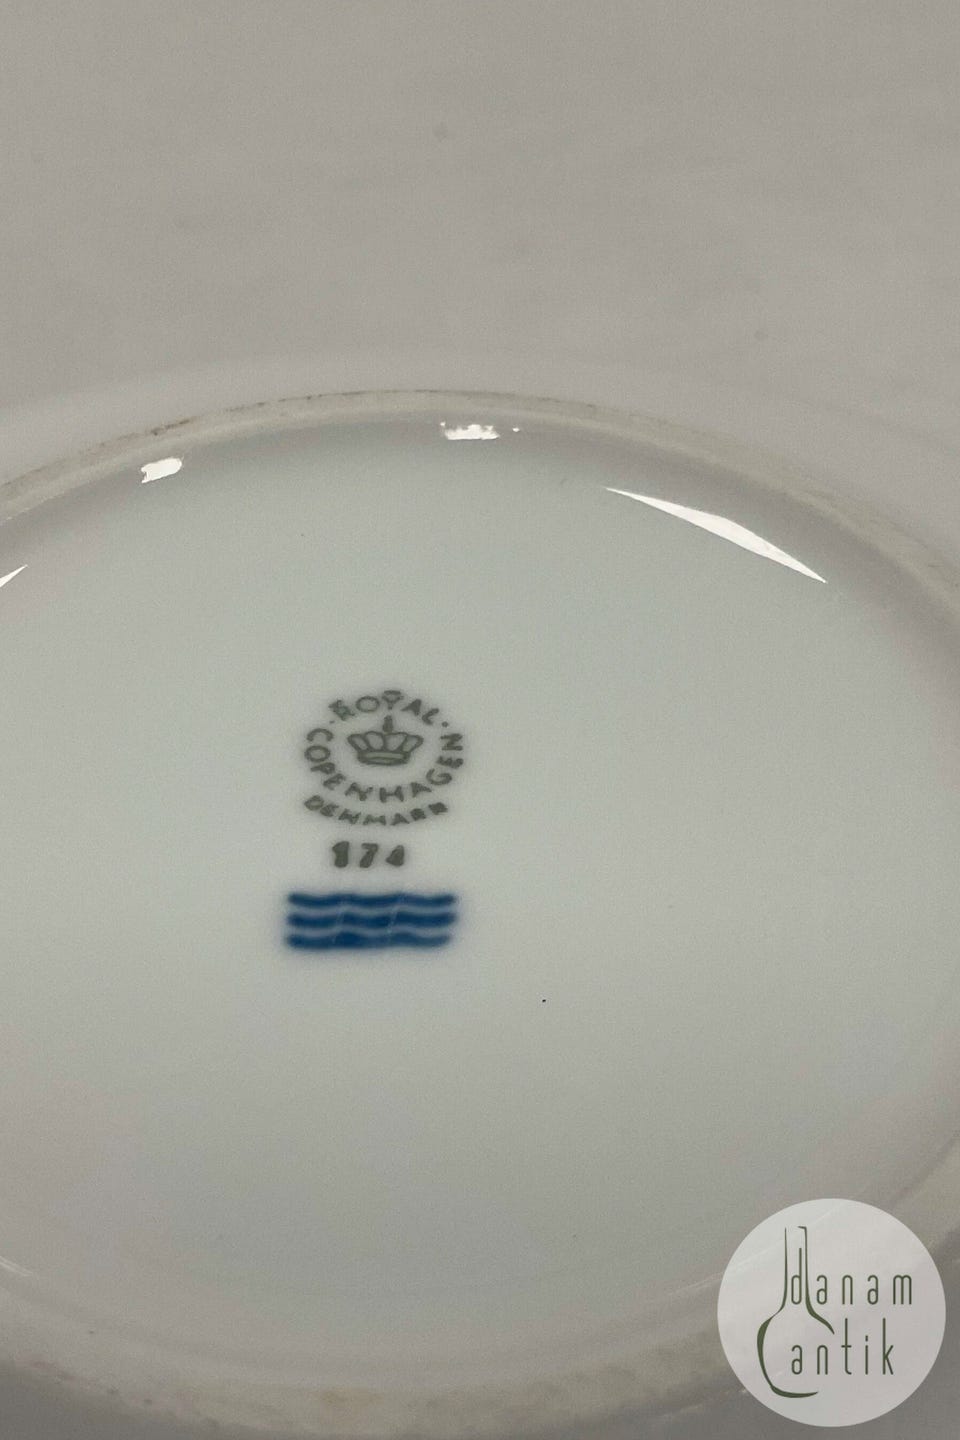 ROYAL
COPENHAGEN
DENMARK
174
danam
antik